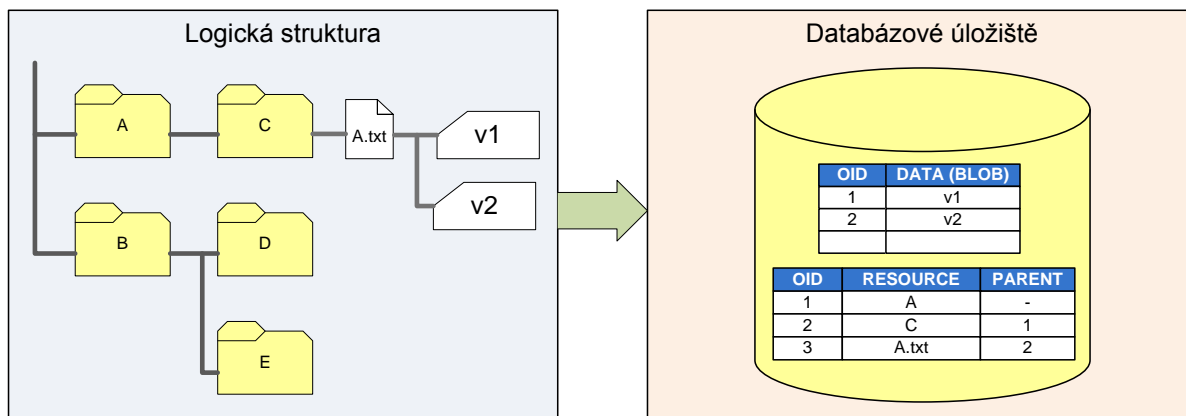 Logická struktura
A
C
A.txt
v1
v2
B
D
E
Databázové úložiště
OID DATA (BLOB)
1 v1
2 v2
OID RESOURCE PARENT
1 A -
2 C 1
3 A.txt 2